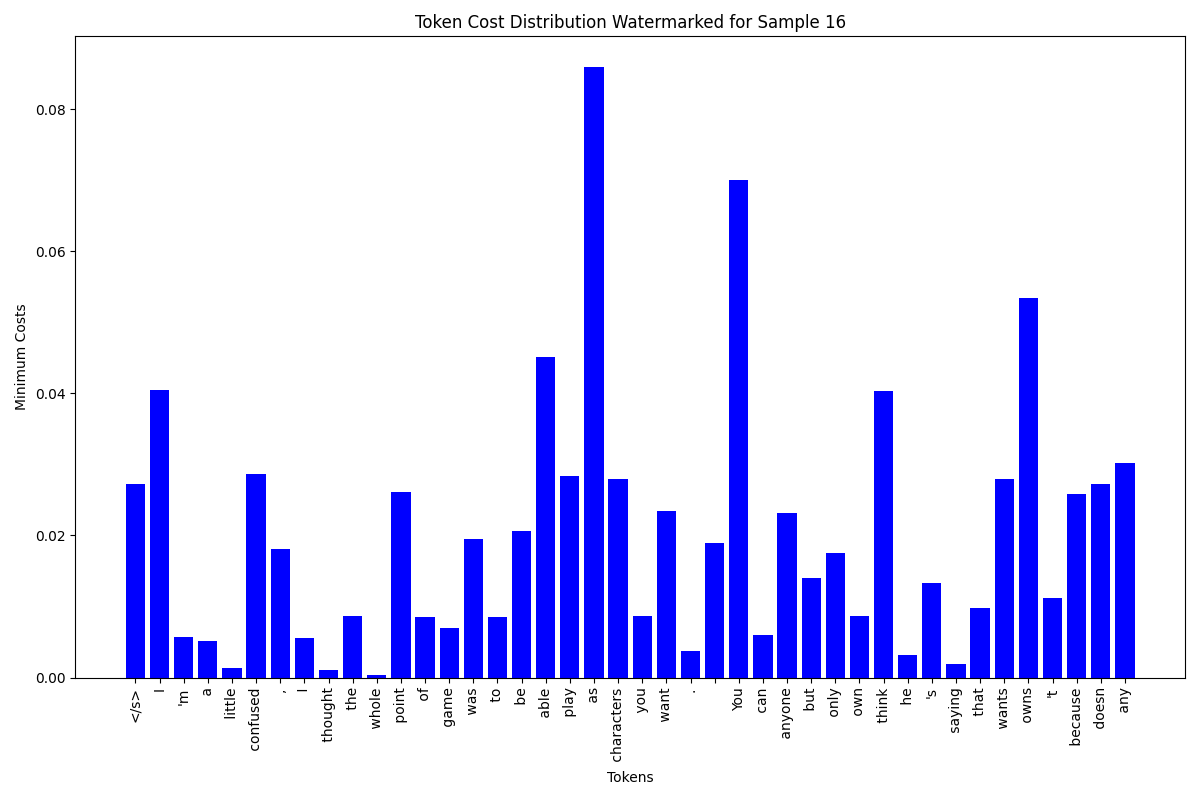 Token Cost Distribution Watermarked for Sample 16
Minimum Costs
0.08
0.06
0.04
0.02
0.00
</s>
I
'm
a
little
confused
,
I
thought
the
whole
point
of
game
was
to
be
able
play
as
characters
you
want
.
You
can
anyone
but
only
own
think
he
's
saying
that
wants
owns
't
because
doesn
any
Tokens